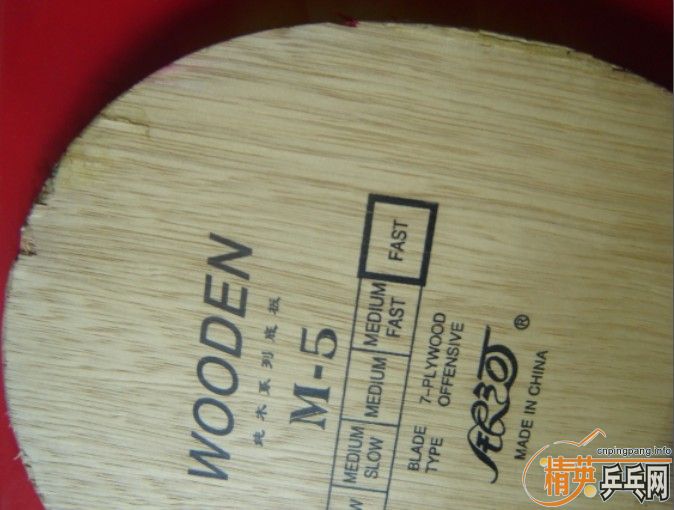 WOODEN
纯木系列底板
M-5
W MEDIUM MEDIUM MEDIUM FAST
SLOW FAST
BLADE 7-PLYWOOD
TYPE OFFENSIVE
®
MADE IN CHINA
cnpingpang.info
精英乒乓网